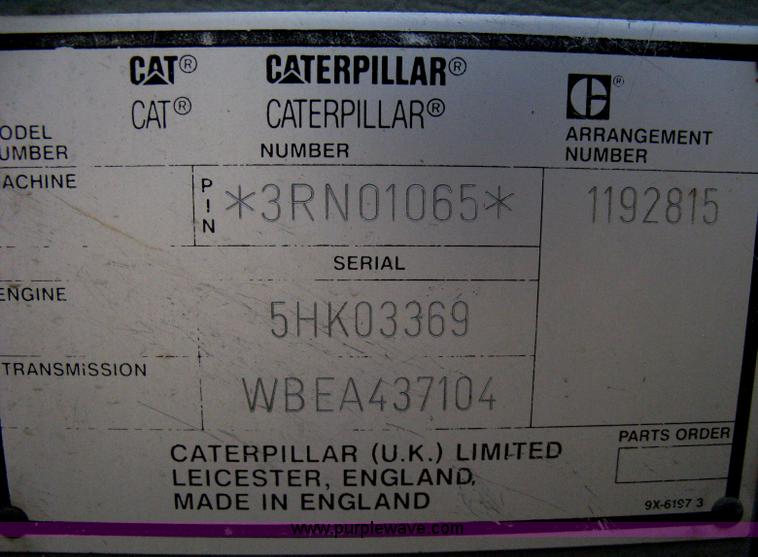 CAT® CATERPILLAR®
CAT® CATERPILLAR®
ODEL
UMBER
NUMBER
ARRANGEMENT
NUMBER
ACHINE
PIN
*3RN01065*
1192815
SERIAL
ENGINE
5HK03369
TRANSMISSION
WBEA437104
PARTS ORDER
CATERPILLAR (U.K.) LIMITED
LEICESTER, ENGLAND,
MADE IN ENGLAND
9X-6197 3
www.purplewave.com